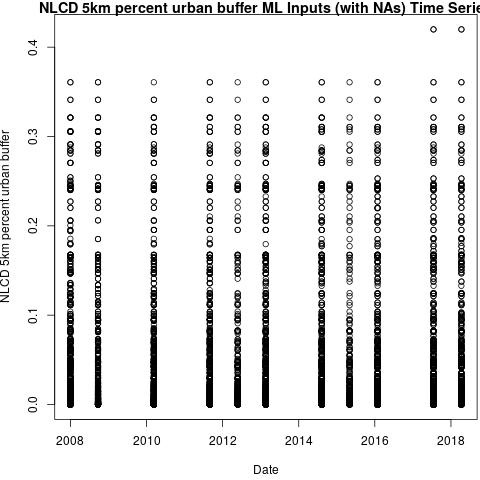 NLCD 5km percent urban buffer ML Inputs (with NAs) Time Serie
NLCD 5km percent urban buffer
0.4
0.3
0.2
0.1
0.0
2008 2010 2012 2014 2016 2018
Date